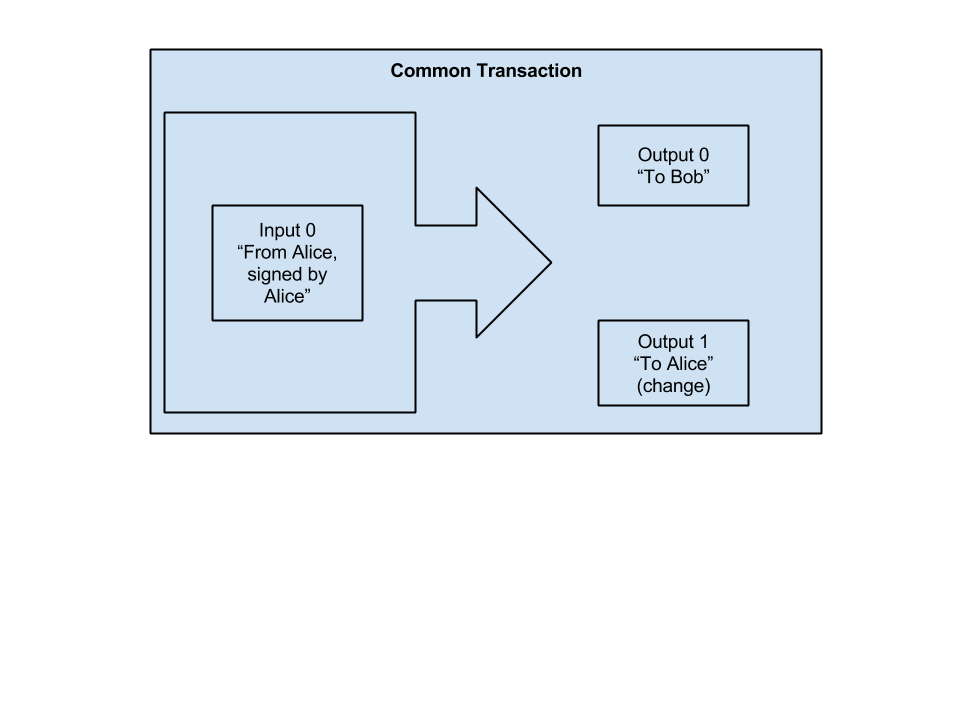 Common Transaction
Input 0
“From Alice,
signed by
Alice”
Output 0
“To Bob”
Output 1
“To Alice”
(change)